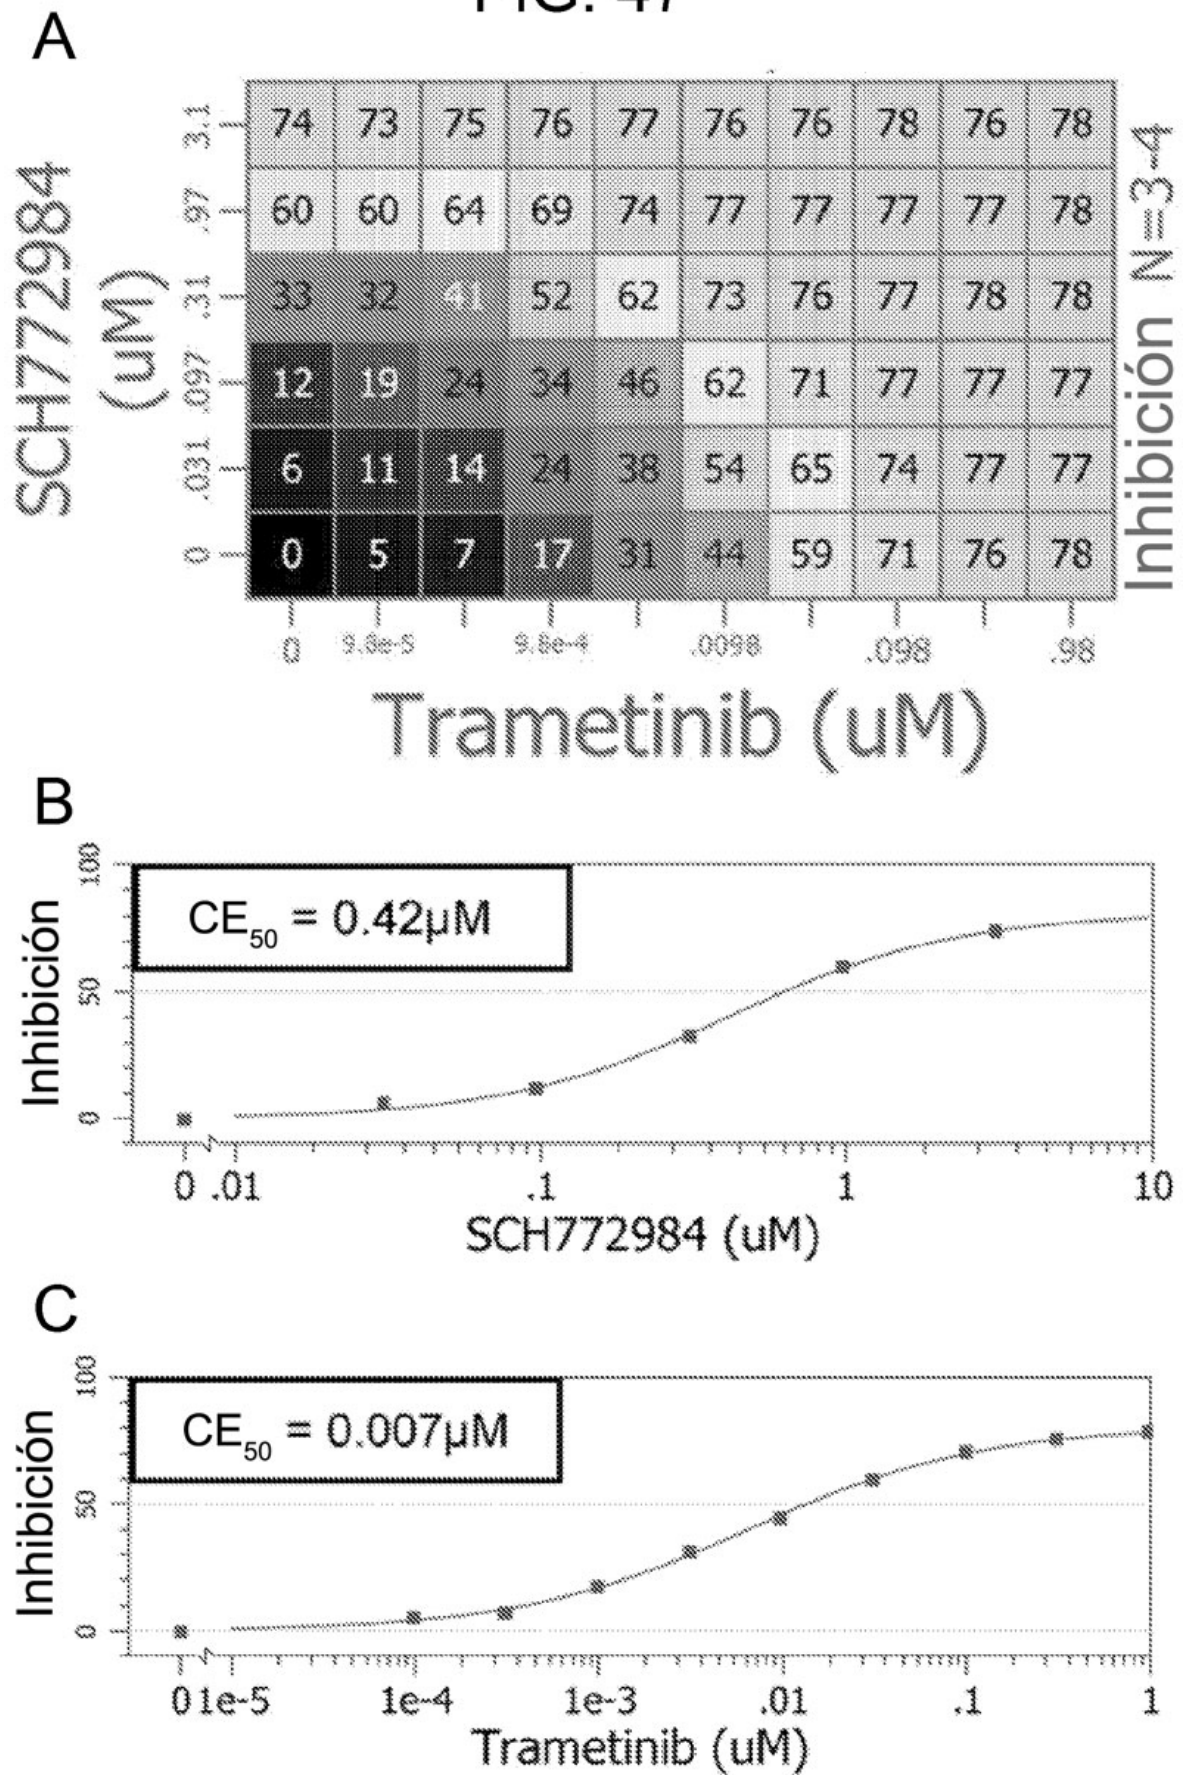 FIG. 47
A
SCH772984
(uM)
3.1 74 73 75 76 77 76 76 78 76 78
.97 60 60 64 69 74 77 77 77 77 78
.31 33 32 41 52 62 73 76 77 78 78
.097 12 19 24 34 46 62 71 77 77 77
.031 6 11 14 24 38 54 65 74 77 77
0 0 5 7 17 31 44 59 71 76 78
0 9.8e-5 9.8e-4 .0098 .098 .98
Trametinib (uM)
Inhibición N=3-4
B
CE50 = 0.42µM
Inhibición
100
50
0
0 .01 .1 1 10
SCH772984 (uM)
C
CE50 = 0.007µM
Inhibición
100
50
0
0 1e-5 1e-4 1e-3 .01 .1 1
Trametinib (uM)